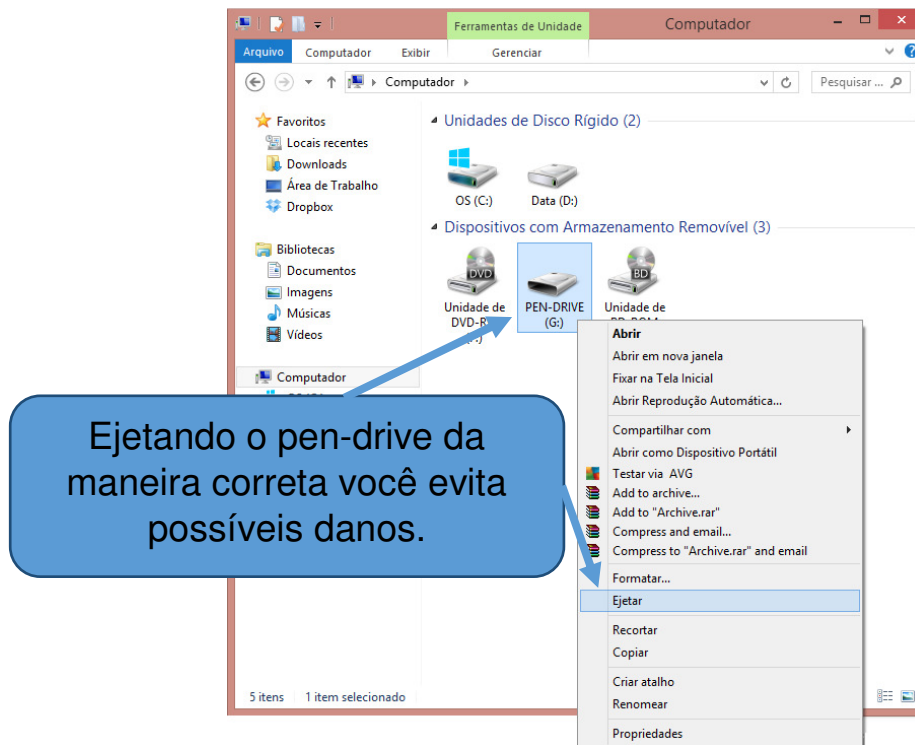 Ferramentas de Unidade
Computador
Arquivo
Computador
Exibir
Gerenciar
Computador
Pesquisar ...
Favoritos
Locais recentes
Downloads
Área de Trabalho
Dropbox
Bibliotecas
Documentos
Imagens
Músicas
Vídeos
Computador
Unidades de Disco Rígido (2)
OS (C:)
Data (D:)
Dispositivos com Armazenamento Removível (3)
DVD
BD
Unidade de
PEN-DRIVE
(G:)
Unidade de
Abrir
Abrir em nova janela
Fixar na Tela Inicial
Abrir Reprodução Automática...
Compartilhar com
Abrir como Dispositivo Portátil
Testar via AVG
Add to archive...
Add to "Archive.rar"
Compress and email...
Compress to "Archive.rar" and email
Formatar...
Ejetar
Recortar
Copiar
Criar atalho
Renomear
Propriedades
Ejetando o pen-drive da
maneira correta você evita
possíveis danos.
5 itens
1 item selecionado